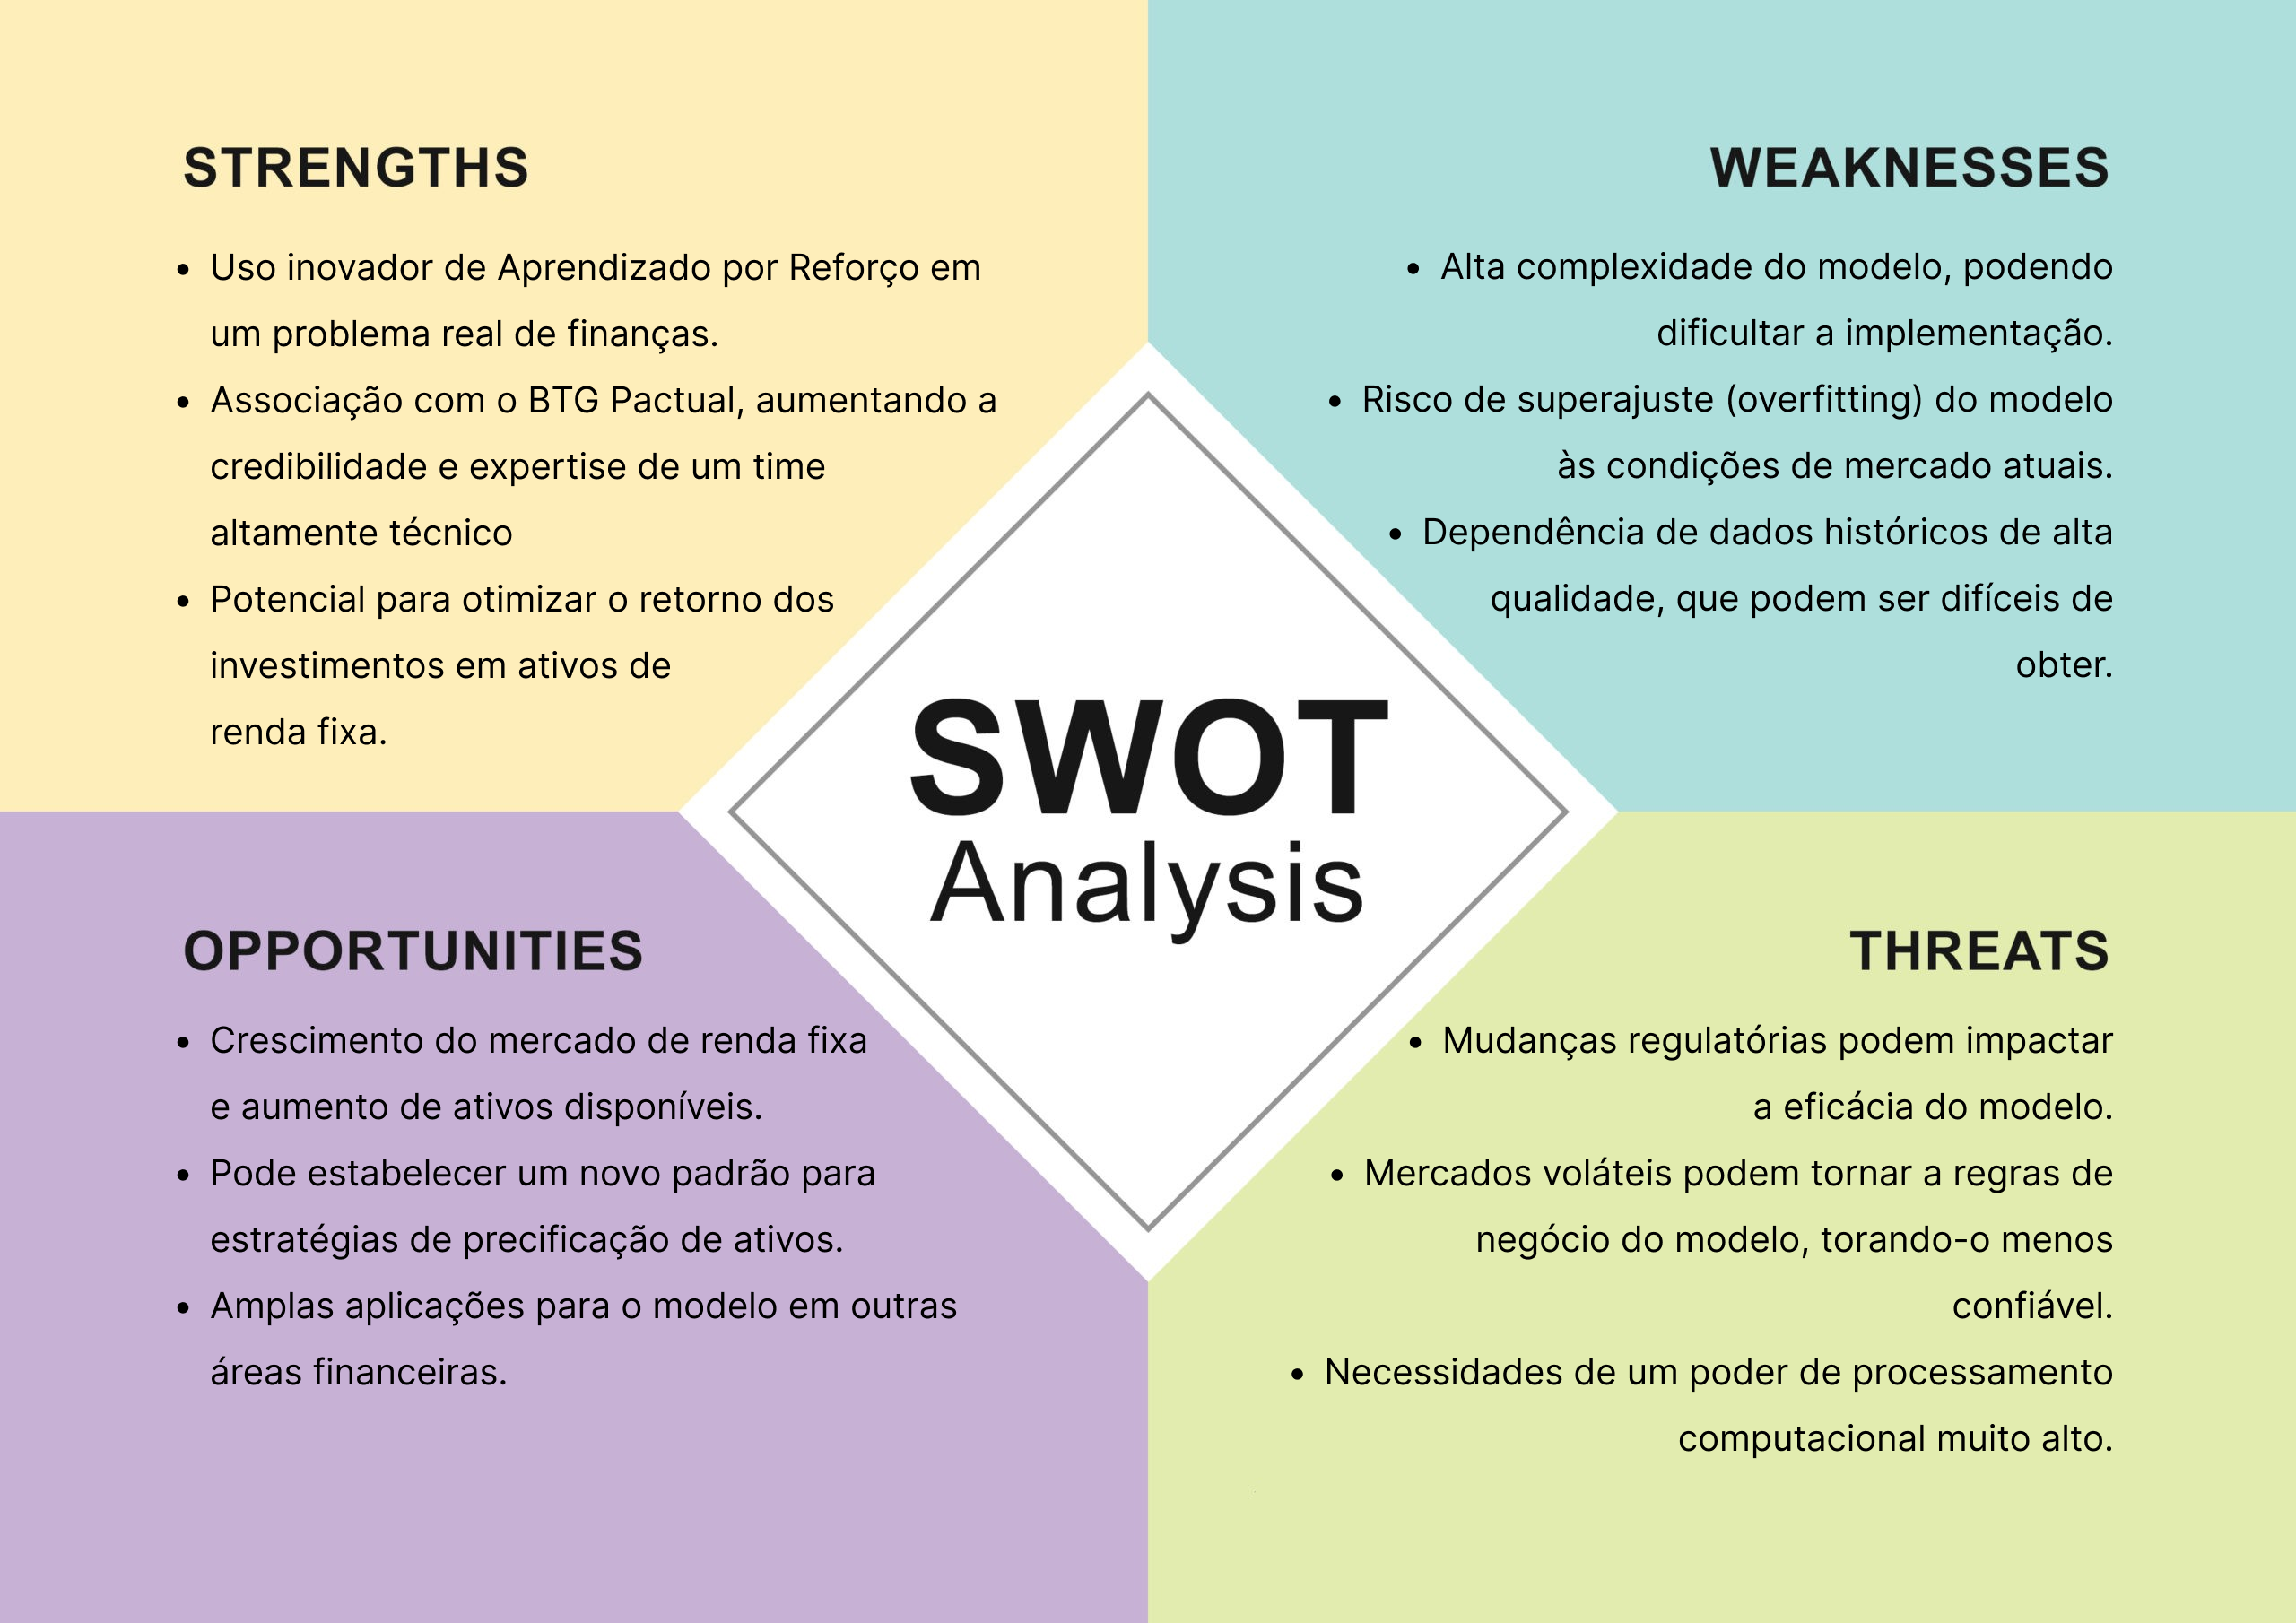 STRENGTHS
• Uso inovador de Aprendizado por Reforço em
um problema real de finanças.
• Associação com o BTG Pactual, aumentando a
credibilidade e expertise de um time
altamente técnico
• Potencial para otimizar o retorno dos
investimentos em ativos de
renda fixa.
WEAKNESSES
• Alta complexidade do modelo, podendo
dificultar a implementação.
• Risco de superajuste (overfitting) do modelo
às condições de mercado atuais.
• Dependência de dados históricos de alta
qualidade, que podem ser difíceis de
obter.
SWOT
Analysis
OPPORTUNITIES
• Crescimento do mercado de renda fixa
e aumento de ativos disponíveis.
• Pode estabelecer um novo padrão para
estratégias de precificação de ativos.
• Amplas aplicações para o modelo em outras
áreas financeiras.
THREATS
• Mudanças regulatórias podem impactar
a eficácia do modelo.
• Mercados voláteis podem tornar a regras de
negócio do modelo, torando-o menos
confiável.
• Necessidades de um poder de processamento
computacional muito alto.